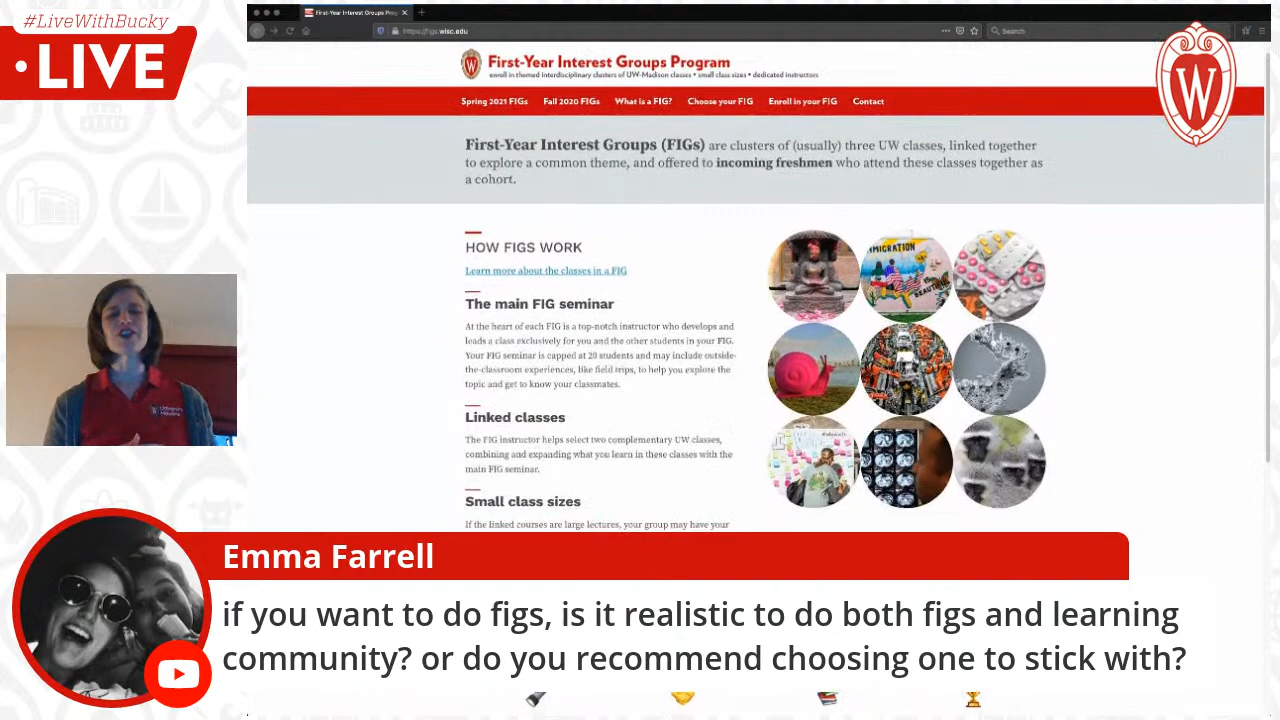 #LiveWithBucky
LIVE
First-Year Interest Groups Prog
https://figs.wisc.edu
Search
First-Year Interest Groups Program
enroll in themed interdisciplinary clusters of UW-Madison classes • small class sizes • dedicated instructors
Spring 2021 FIGs Fall 2020 FIGs What is a FIG? Choose your FIG Enroll in your FIG Contact
W
First-Year Interest Groups (FIGs) are clusters of (usually) three UW classes, linked together
to explore a common theme, and offered to incoming freshmen who attend these classes together as
a cohort.
HOW FIGS WORK
Learn more about the classes in a FIG
The main FIG seminar
At the heart of each FIG is a top-notch instructor who develops and
leads a class exclusively for you and the other students in your FIG.
Your FIG seminar is capped at 20 students and may include outside-
the-classroom experiences, like field trips, to help you explore the
topic and get to know your classmates.
Linked classes
The FIG instructor helps select two complementary UW classes,
combining and expanding what you learn in these classes with the
main FIG seminar.
Small class sizes
If the linked courses are large lectures, your group may have your
Emma Farrell
if you want to do figs, is it realistic to do both figs and learning
community? or do you recommend choosing one to stick with?